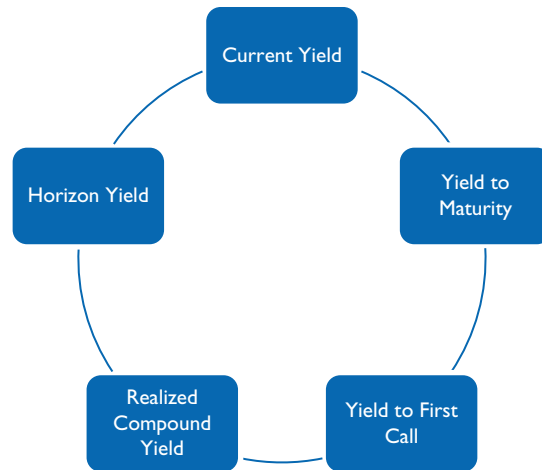 Current Yield
Yield to
Maturity
Yield to First
Call
Realized
Compound
Yield
Horizon Yield